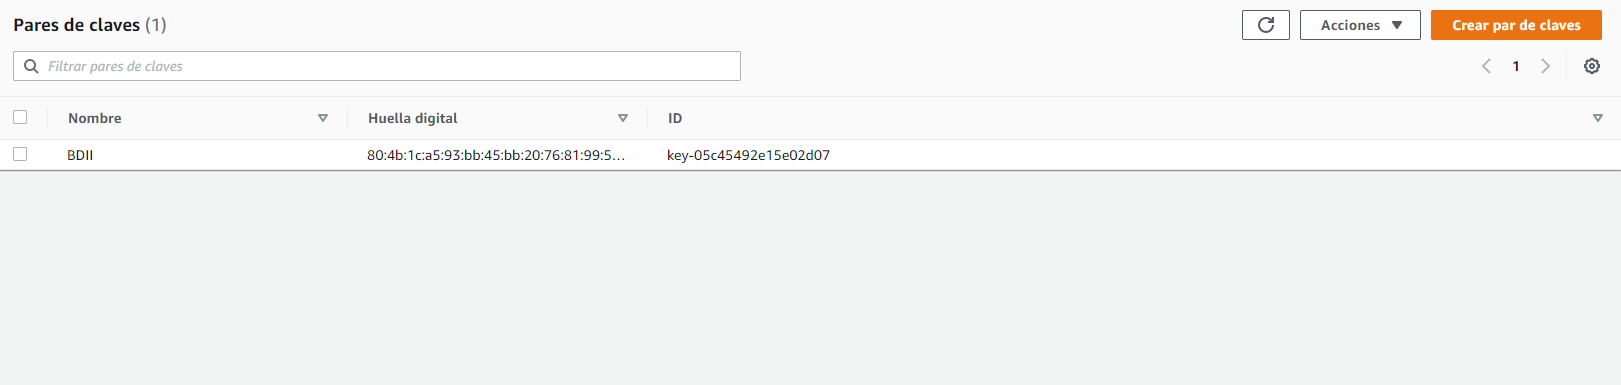 Pares de claves (1)
Acciones
Crear par de claves
Filtrar pares de claves
1
Nombre
Huella digital
ID
BDII
80:4b:1c:a5:93:bb:45:bb:20:76:81:99:5...
key-05c45492e15e02d07